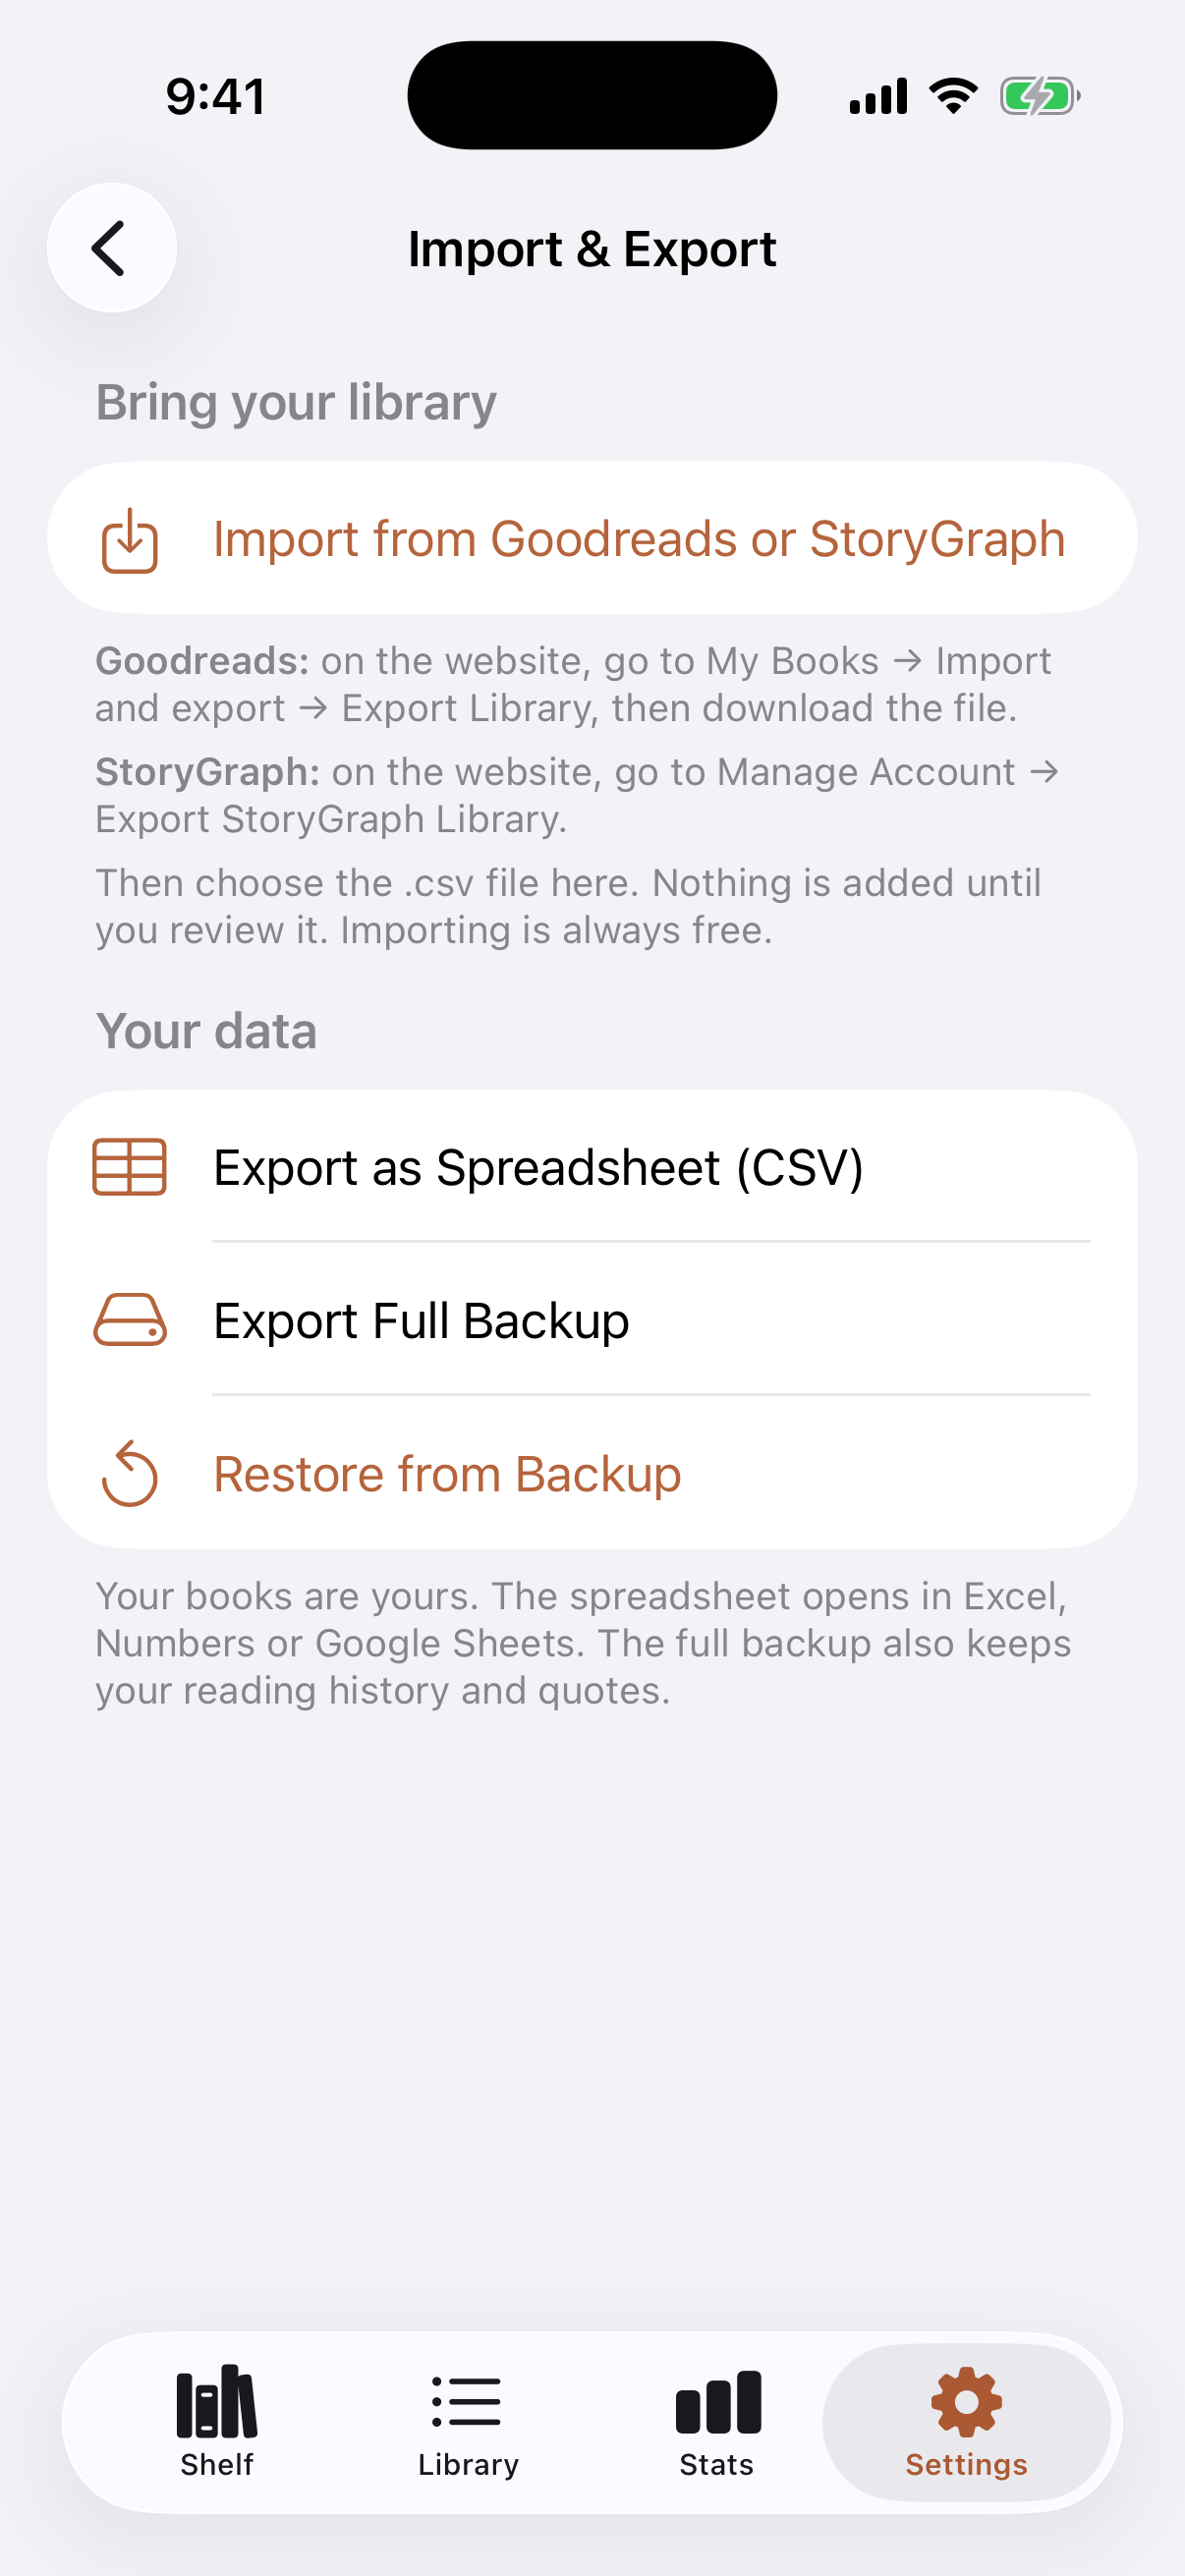 9:41
Import & Export
Bring your library
Import from Goodreads or StoryGraph
Goodreads: on the website, go to My Books → Import
and export → Export Library, then download the file.
StoryGraph: on the website, go to Manage Account →
Export StoryGraph Library.
Then choose the .csv file here. Nothing is added until
you review it. Importing is always free.
Your data
Export as Spreadsheet (CSV)
Export Full Backup
Restore from Backup
Your books are yours. The spreadsheet opens in Excel,
Numbers or Google Sheets. The full backup also keeps
your reading history and quotes.
Shelf
Library
Stats
Settings